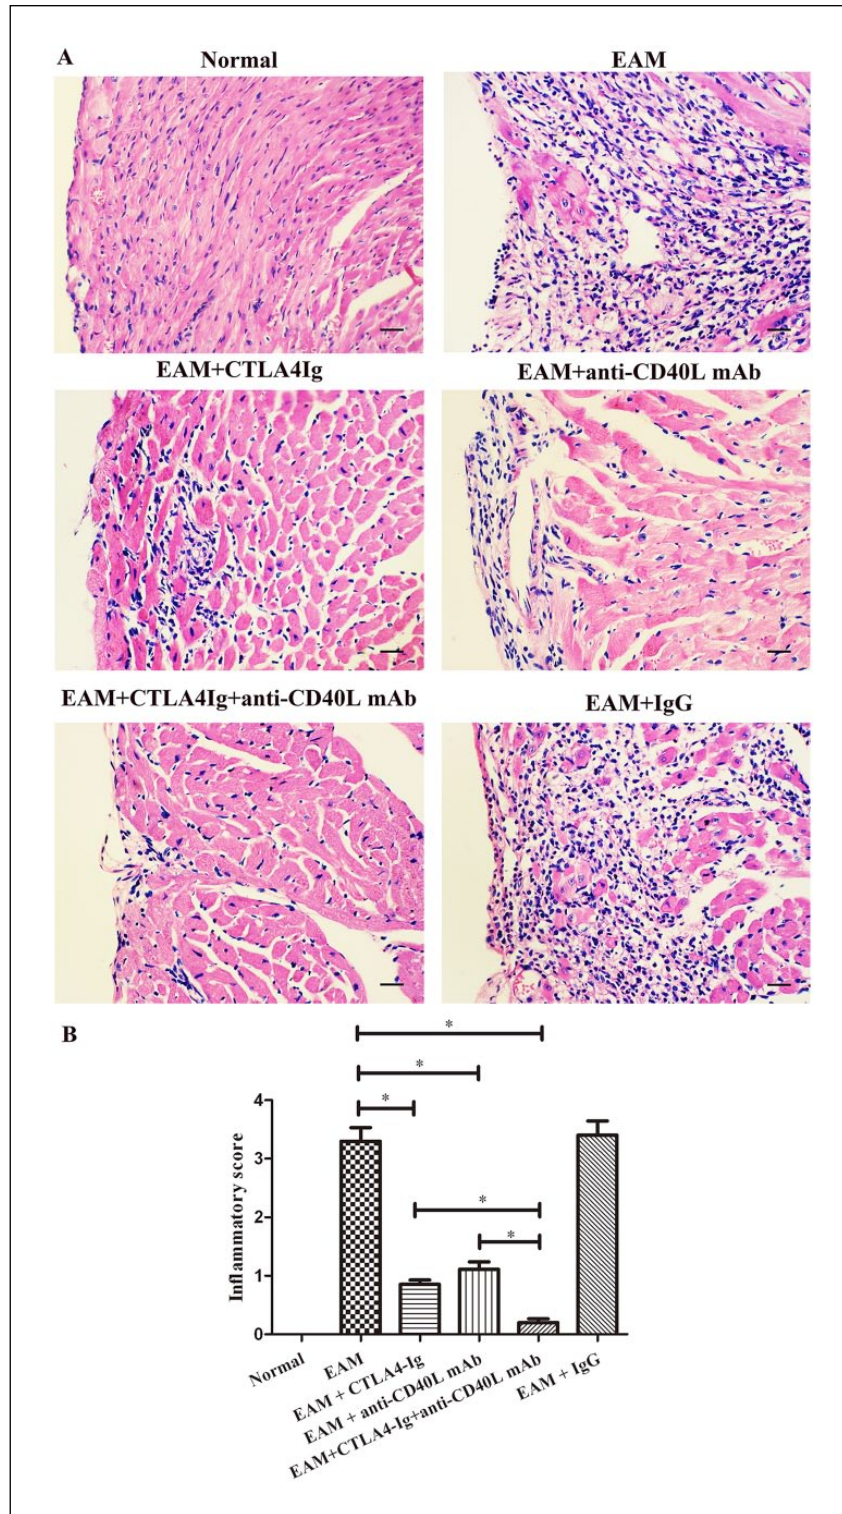 A
Normal
EAM
EAM+CTLA4Ig
EAM+anti-CD40L mAb
EAM+CTLA4Ig+anti-CD40L mAb
EAM+IgG
B
*
*
*
*
*
4
3
2
1
0
Inflammatory score
Normal
EAM
EAM + CTLA4-Ig
EAM + anti-CD40L mAb
EAM+CTLA4-Ig+anti-CD40L mAb
EAM + IgG